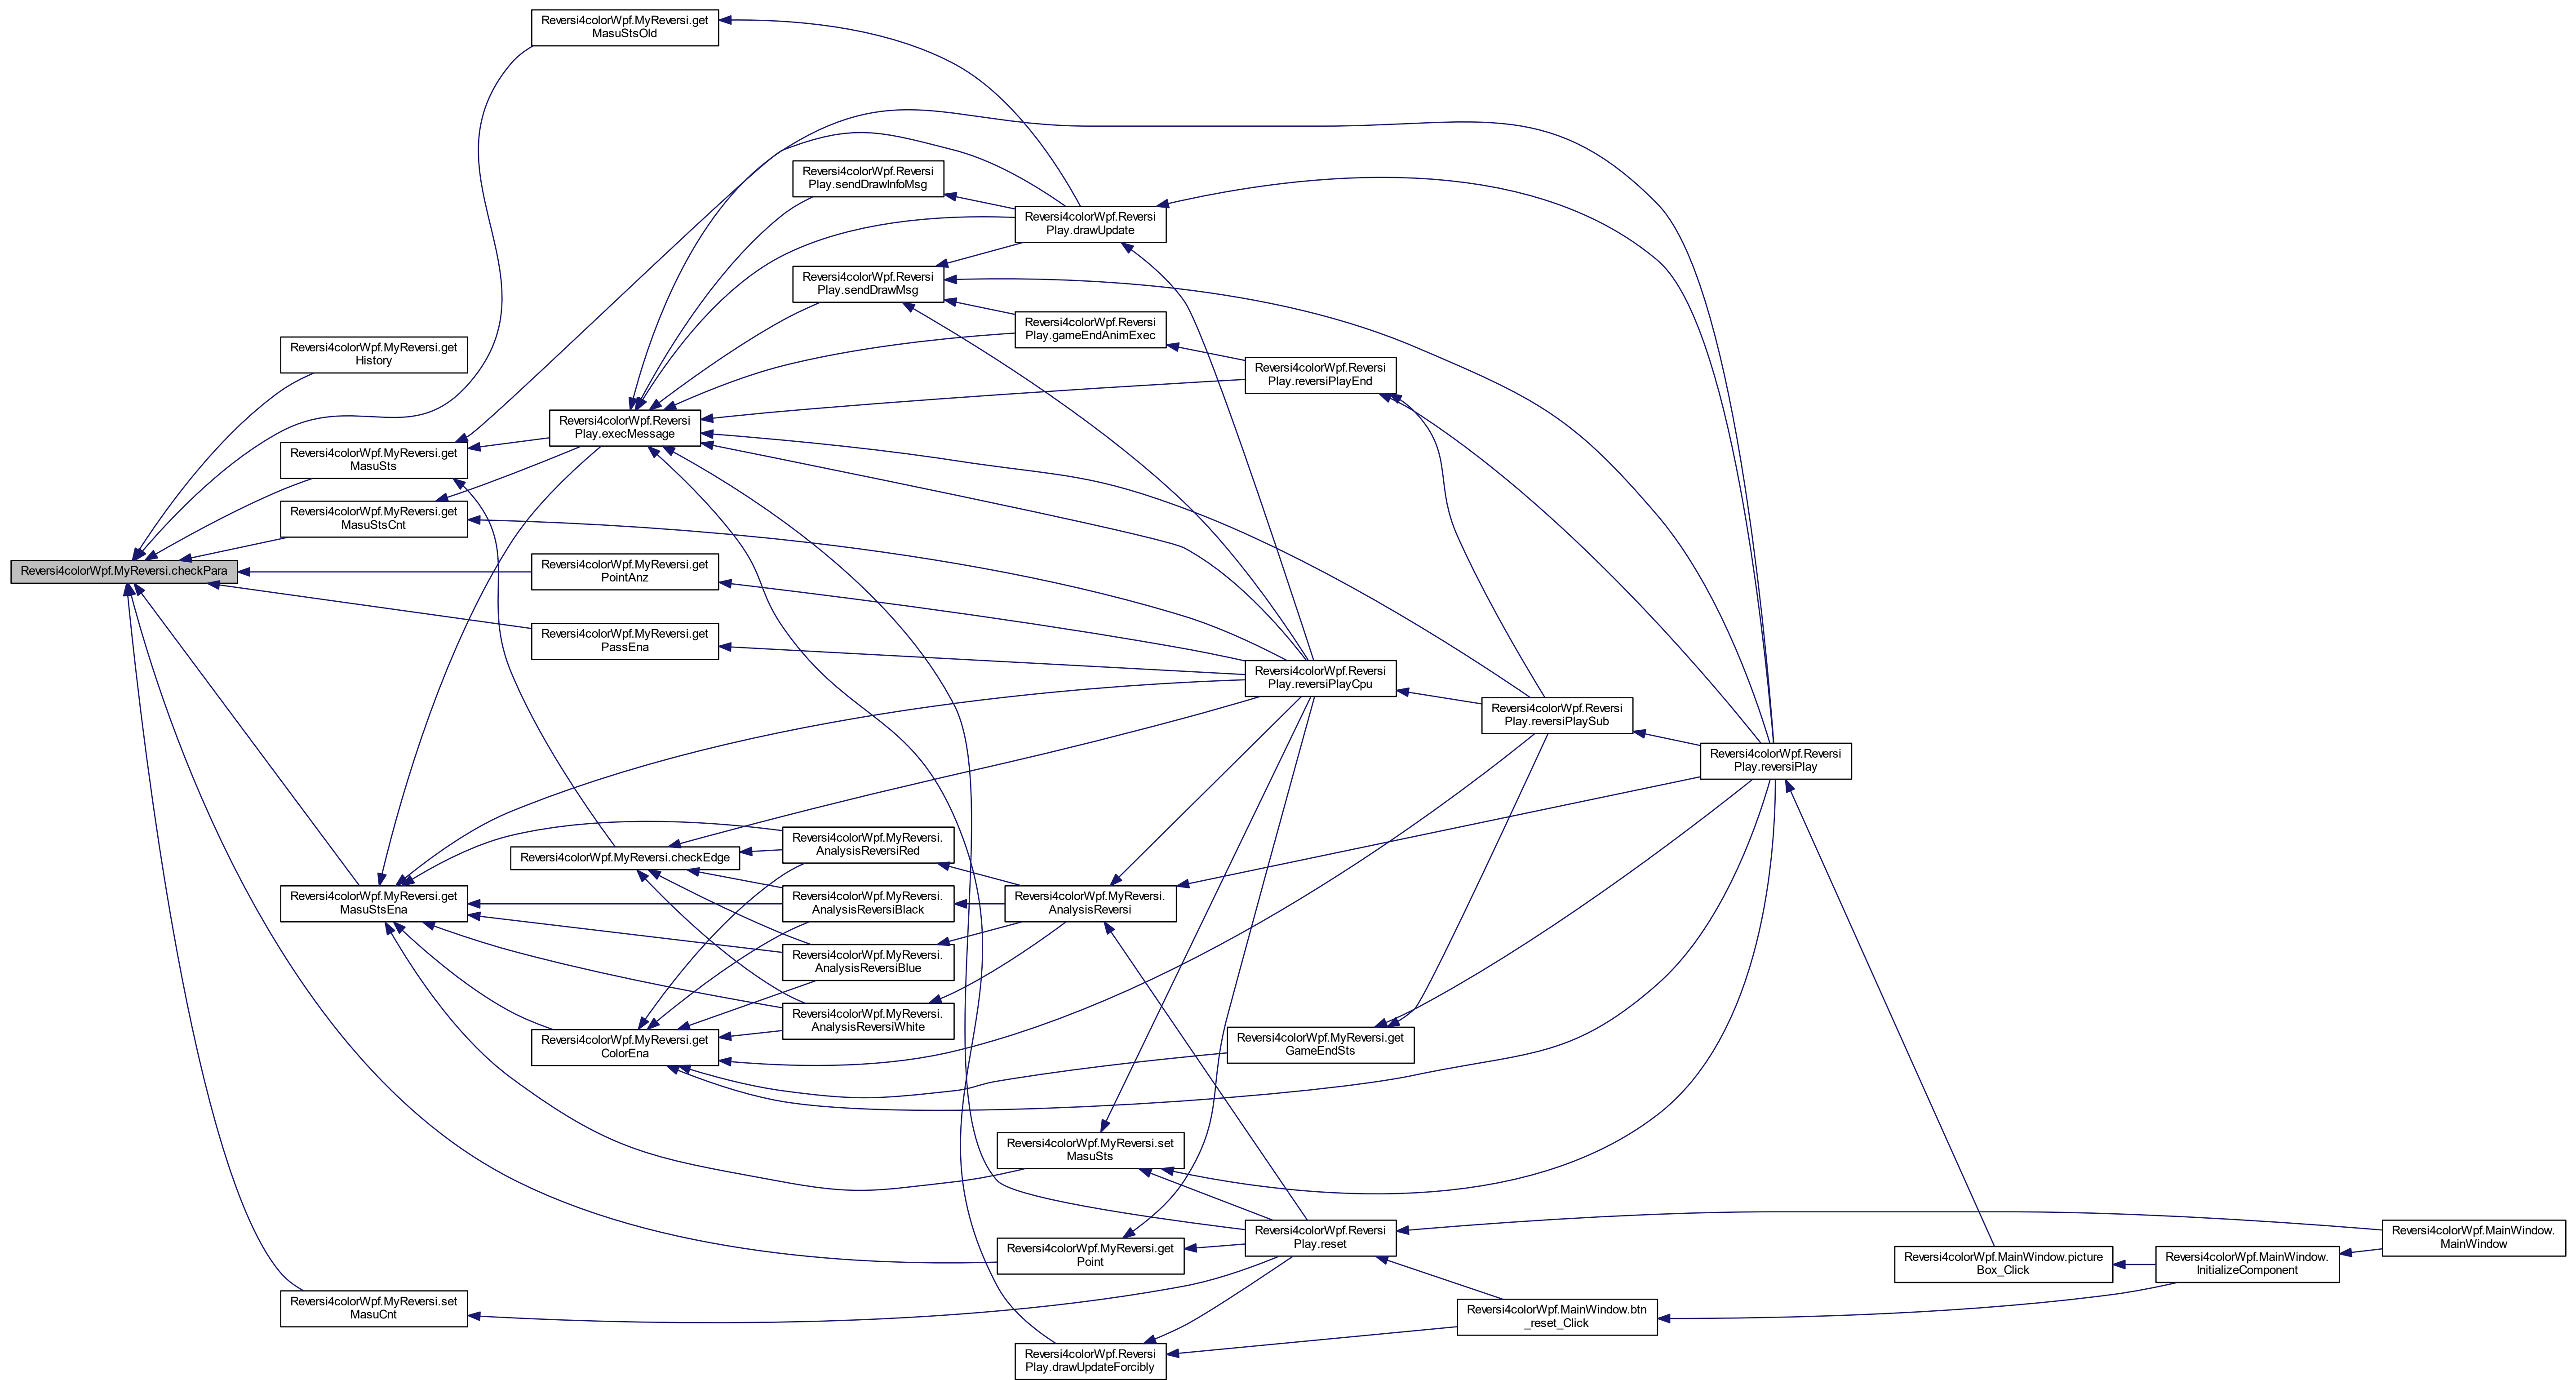 Reversi4colorWpf.MyReversi.get
MasuStsOld
Reversi4colorWpf.Reversi
Play.sendDrawInfoMsg
Reversi4colorWpf.Reversi
Play.drawUpdate
Reversi4colorWpf.Reversi
Play.sendDrawMsg
Reversi4colorWpf.Reversi
Play.gameEndAnimExec
Reversi4colorWpf.MyReversi.get
History
Reversi4colorWpf.Reversi
Play.reversiPlayEnd
Reversi4colorWpf.Reversi
Play.execMessage
Reversi4colorWpf.MyReversi.get
MasuSts
Reversi4colorWpf.MyReversi.get
MasuStsCnt
Reversi4colorWpf.MyReversi.checkPara
Reversi4colorWpf.MyReversi.get
PointAnz
Reversi4colorWpf.MyReversi.get
PassEna
Reversi4colorWpf.Reversi
Play.reversiPlayCpu
Reversi4colorWpf.Reversi
Play.reversiPlaySub
Reversi4colorWpf.Reversi
Play.reversiPlay
Reversi4colorWpf.MyReversi.
AnalysisReversiRed
Reversi4colorWpf.MyReversi.checkEdge
Reversi4colorWpf.MyReversi.get
MasuStsEna
Reversi4colorWpf.MyReversi.
AnalysisReversiBlack
Reversi4colorWpf.MyReversi.
AnalysisReversi
Reversi4colorWpf.MyReversi.
AnalysisReversiBlue
Reversi4colorWpf.MyReversi.
AnalysisReversiWhite
Reversi4colorWpf.MyReversi.get
ColorEna
Reversi4colorWpf.MyReversi.get
GameEndSts
Reversi4colorWpf.MyReversi.set
MasuSts
Reversi4colorWpf.Reversi
Play.reset
Reversi4colorWpf.MainWindow.
MainWindow
Reversi4colorWpf.MyReversi.get
Point
Reversi4colorWpf.MainWindow.picture
Box_Click
Reversi4colorWpf.MainWindow.
InitializeComponent
Reversi4colorWpf.MyReversi.set
MasuCnt
Reversi4colorWpf.MainWindow.btn
_reset_Click
Reversi4colorWpf.Reversi
Play.drawUpdateForcibly